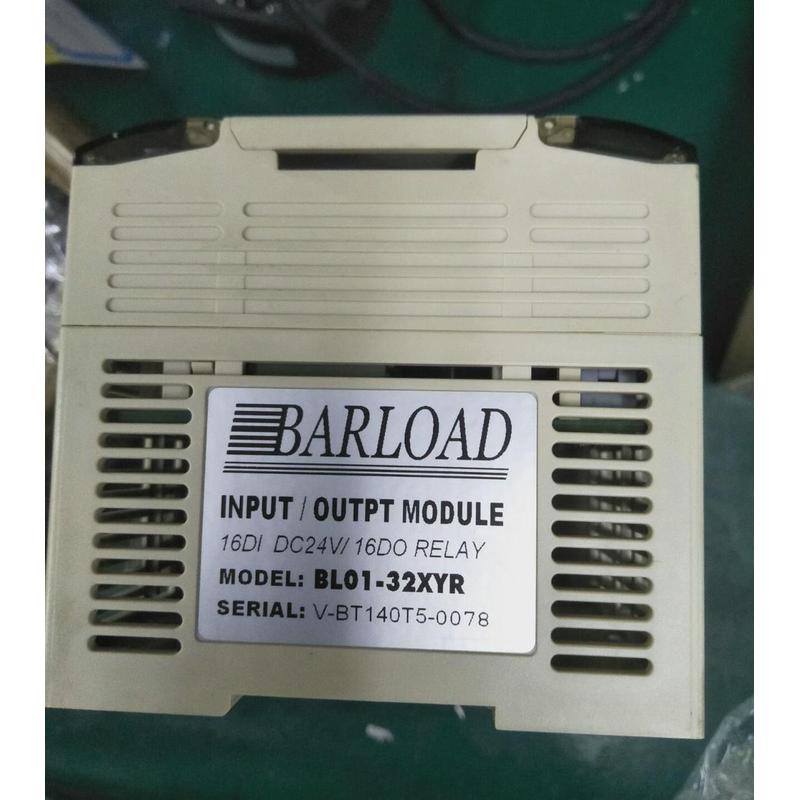 BARLOAD
INPUT / OUTPT MODULE
16DI DC24V/ 16DO RELAY
MODEL: BL01-32XYR
SERIAL: V-BT140T5-0078